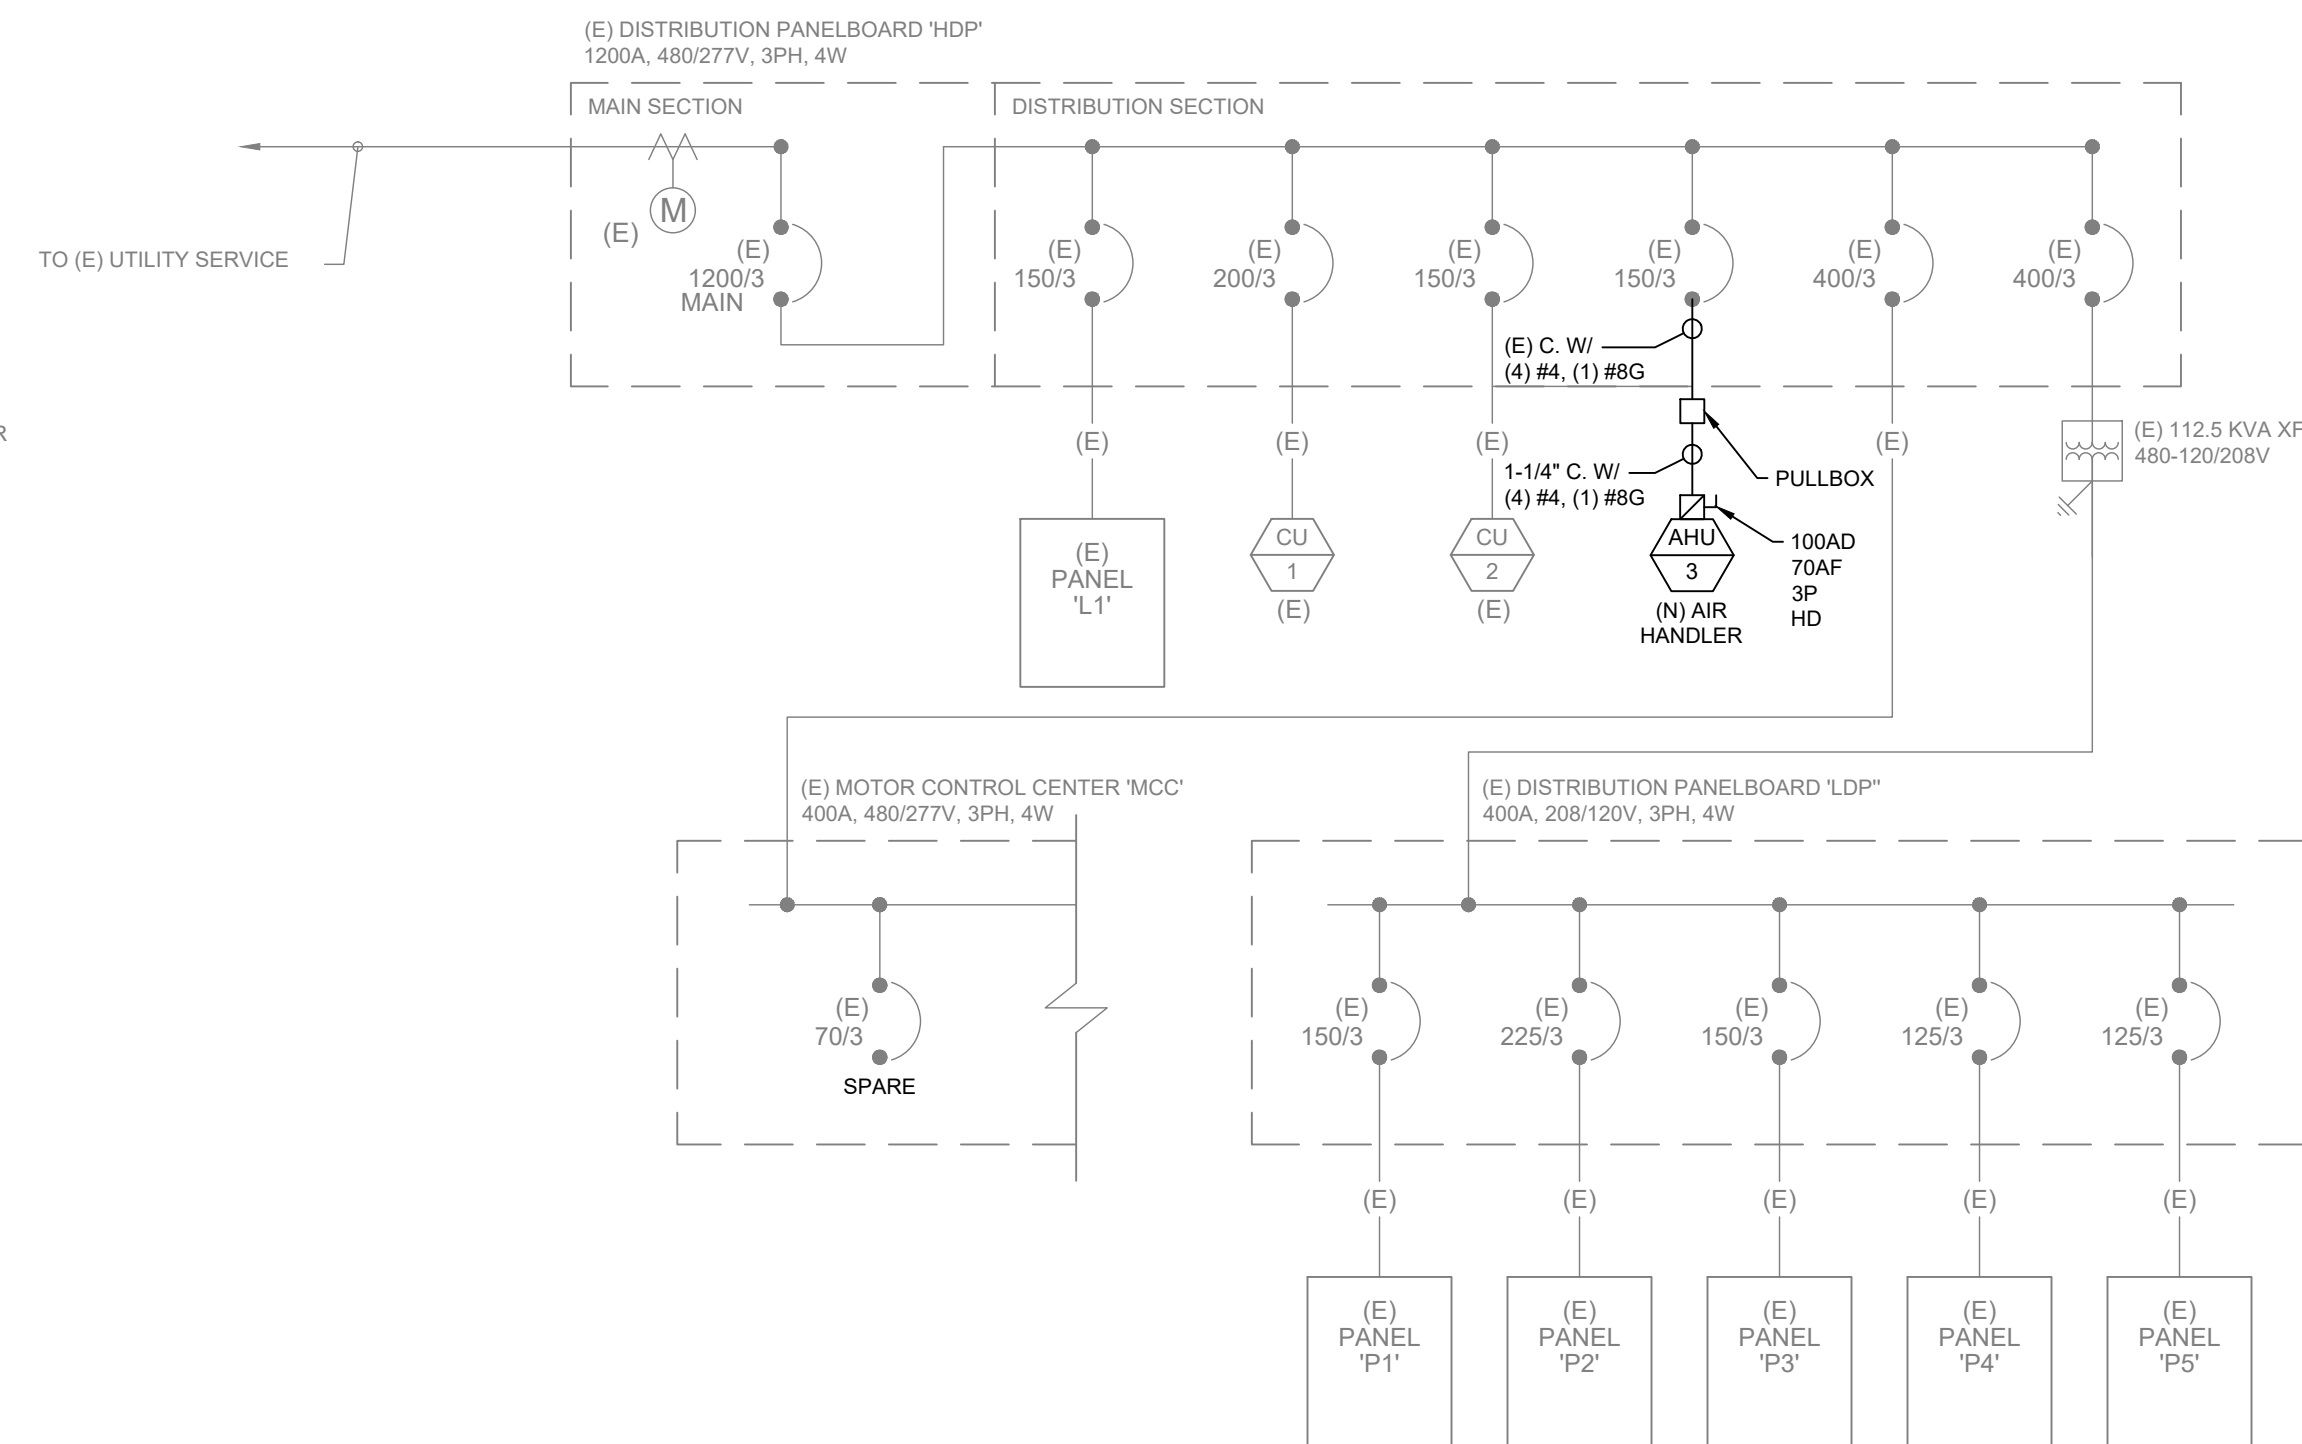 (E) DISTRIBUTION PANELBOARD 'HDP'
1200A, 480/277V, 3PH, 4W
MAIN SECTION
DISTRIBUTION SECTION
M
(E)
TO (E) UTILITY SERVICE
(E)
1200/3
MAIN
(E)
150/3
(E)
200/3
(E)
150/3
(E)
150/3
(E)
400/3
(E)
400/3
(E) C. W/
(4) #4, (1) #8G
R
(E)
(E)
(E)
(E)
(E) 112.5 KVA XF
480-120/208V
1-1/4" C. W/
(4) #4, (1) #8G
PULLBOX
(E)
PANEL
'L1'
CU
1
(E)
CU
2
(E)
AHU
3
(N) AIR
HANDLER
100AD
70AF
3P
HD
(E) MOTOR CONTROL CENTER 'MCC'
400A, 480/277V, 3PH, 4W
(E) DISTRIBUTION PANELBOARD 'LDP"
400A, 208/120V, 3PH, 4W
(E)
70/3
SPARE
(E)
150/3
(E)
225/3
(E)
150/3
(E)
125/3
(E)
125/3
(E)
(E)
(E)
(E)
(E)
(E)
PANEL
'P1'
(E)
PANEL
'P2'
(E)
PANEL
'P3'
(E)
PANEL
'P4'
(E)
PANEL
'P5'